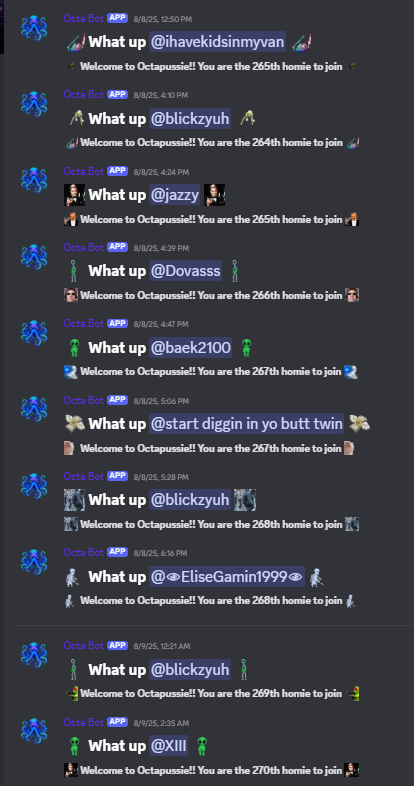 Octa Bot APP 8/8/25, 12:50 PM
What up @ihavekidsinmyvan
Welcome to Octapussie!! You are the 265th homie to join
Octa Bot APP 8/8/25, 4:10 PM
What up @blickzyuh
Welcome to Octapussie!! You are the 264th homie to join
Octa Bot APP 8/8/25, 4:24 PM
What up @jazzy
Welcome to Octapussie!! You are the 265th homie to join
Octa Bot APP 8/8/25, 4:39 PM
What up @Dovasss
Welcome to Octapussie!! You are the 266th homie to join
Octa Bot APP 8/8/25, 4:47 PM
What up @baek2100
Welcome to Octapussie!! You are the 267th homie to join
Octa Bot APP 8/8/25, 5:06 PM
What up @start diggin in yo butt twin
Welcome to Octapussie!! You are the 267th homie to join
Octa Bot APP 8/8/25, 5:28 PM
What up @blickzyuh
Welcome to Octapussie!! You are the 268th homie to join
Octa Bot APP 8/8/25, 6:16 PM
What up @👁EliseGamin1999👁
Welcome to Octapussie!! You are the 268th homie to join
Octa Bot APP 8/9/25, 12:21 AM
What up @blickzyuh
Welcome to Octapussie!! You are the 269th homie to join
Octa Bot APP 8/9/25, 2:35 AM
What up @XIII
Welcome to Octapussie!! You are the 270th homie to join